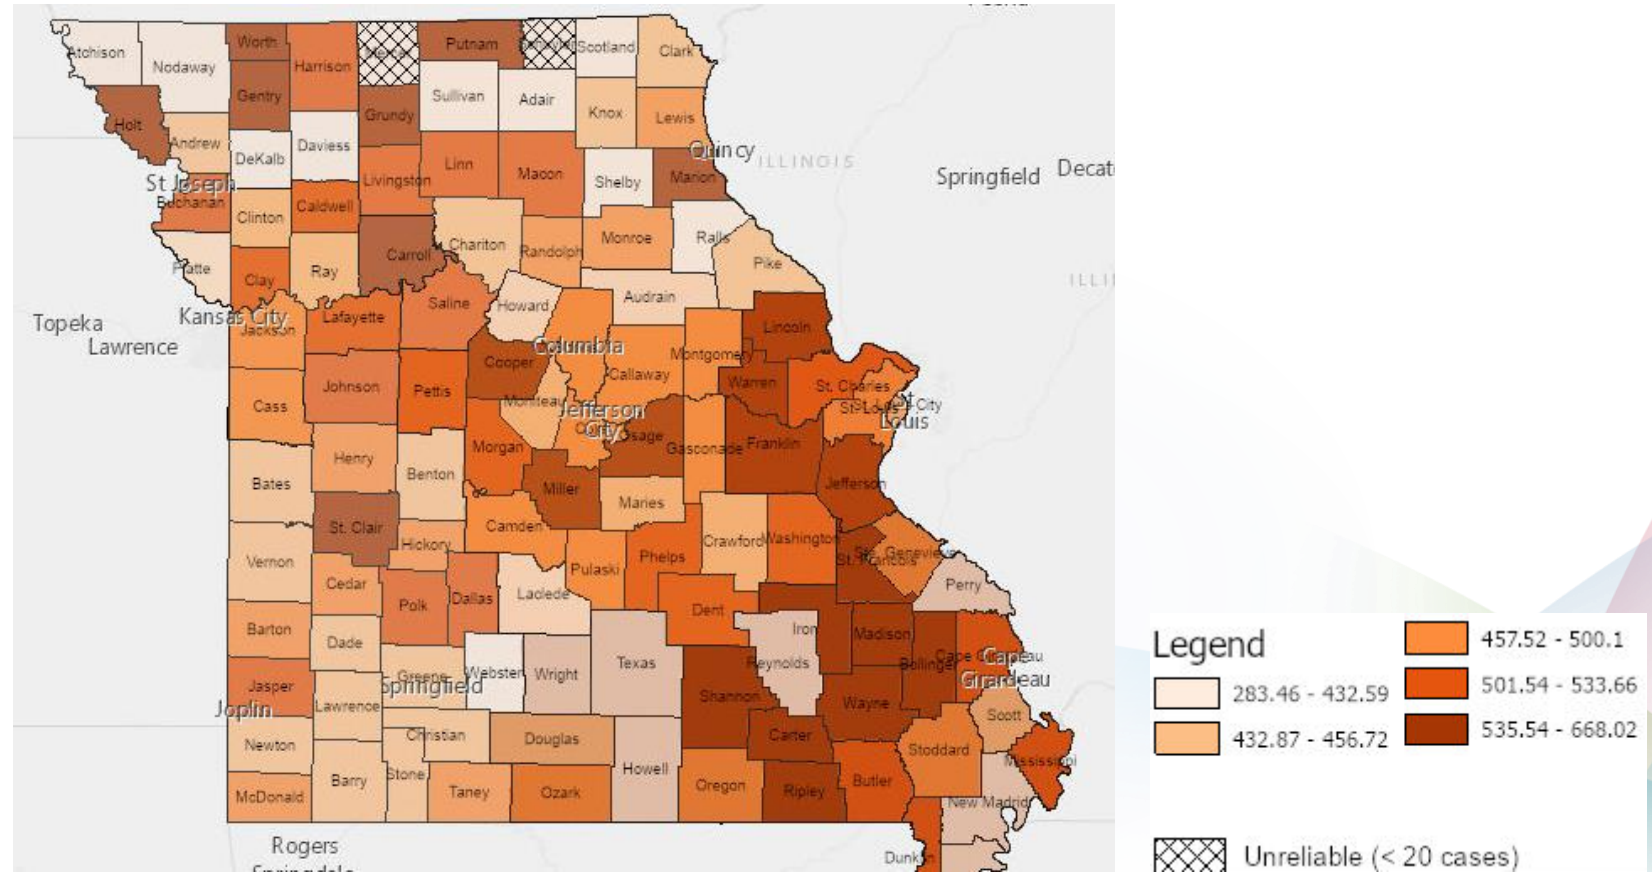 Atchison
Nodaway
Worth
Harrison
Putnam
Scotland
Clark
Gentry
Sullivan
Adair
Holt
Grundy
Knox
Lewis
Andrew
DeKalb
Daviess
Quincy
ILLINOIS
Springfield
Decat
Linn
Macon
Livingston
Shelby
Marion
St Joseph
Buchanan
Clinton
Caldwell
Chariton
Randolph
Monroe
Ralls
Carroll
Platte
Clay
Ray
Pike
ILLI
Audrain
Howard
Saline
Topeka
Kansas City
Jackson
Lafayette
Lincoln
Lawrence
Columbia
Cooper
Montgomery
Callaway
Warren
St. Charles
Johnson
Pettis
Cass
Moniteau
Jefferson
City
St. Louis City
St
Louis
Osage
Gasconade
Franklin
Morgan
Henry
Benton
Bates
Miller
Jefferson
Maries
St. Clair
Camden
Hickory
Crawford
Washington
Phelps
Ste. Genevieve
St. Francois
Vernon
Pulaski
Cedar
Polk
Dallas
Laclede
Perry
Dent
Barton
Dade
Iron
Madison
Bollinger
Cape Girardeau
Cape
Girardeau
Greene
Springfield
Webster
Wright
Texas
Reynolds
Jasper
Joplin
Lawrence
Shannon
Wayne
Scott
Newton
Christian
Douglas
Carter
Stoddard
Mississippi
Barry
Stone
Howell
McDonald
Taney
Ozark
Oregon
Ripley
Butler
New Madrid
Rogers
Dunklin
Legend
283.46 - 432.59
432.87 - 456.72
457.52 - 500.1
501.54 - 533.66
535.54 - 668.02
Unreliable (< 20 cases)